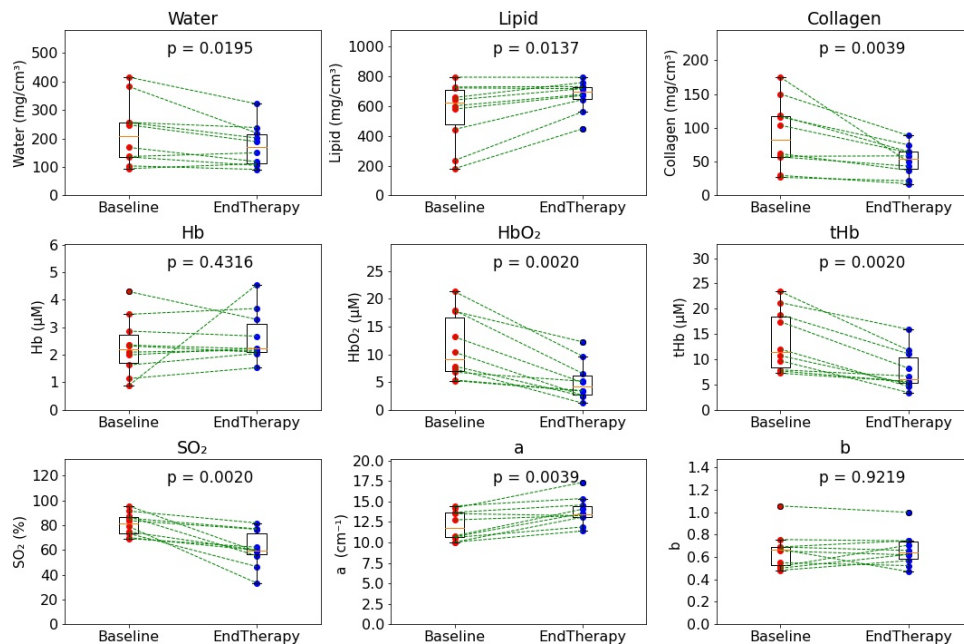 Water
p = 0.0195
Water (mg/cm³)
500
400
300
200
100
0
Baseline
EndTherapy
Lipid
p = 0.0137
Lipid (mg/cm³)
1000
800
600
400
200
0
Baseline
EndTherapy
Collagen
p = 0.0039
Collagen (mg/cm³)
200
150
100
50
0
Baseline
EndTherapy
Hb
p = 0.4316
Hb (μM)
6
5
4
3
2
1
0
Baseline
EndTherapy
HbO₂
p = 0.0020
HbO₂ (μM)
25
20
15
10
5
0
Baseline
EndTherapy
tHb
p = 0.0020
tHb (μM)
30
25
20
15
10
5
0
Baseline
EndTherapy
SO₂
p = 0.0020
SO₂ (%)
120
100
80
60
40
20
0
Baseline
EndTherapy
a
p = 0.0039
a (cm⁻¹)
20.0
17.5
15.0
12.5
10.0
7.5
5.0
2.5
0.0
Baseline
EndTherapy
b
p = 0.9219
b
1.4
1.2
1.0
0.8
0.6
0.4
0.2
0.0
Baseline
EndTherapy